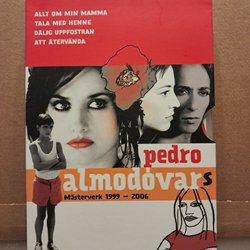 ALLT OM MIN MAMMA
TALA MED HENNE
DÅLIG UPPFOSTRAN
ATT ÅTERVÄNDA
pedro
almodóvars
Mästerverk 1999 – 2006